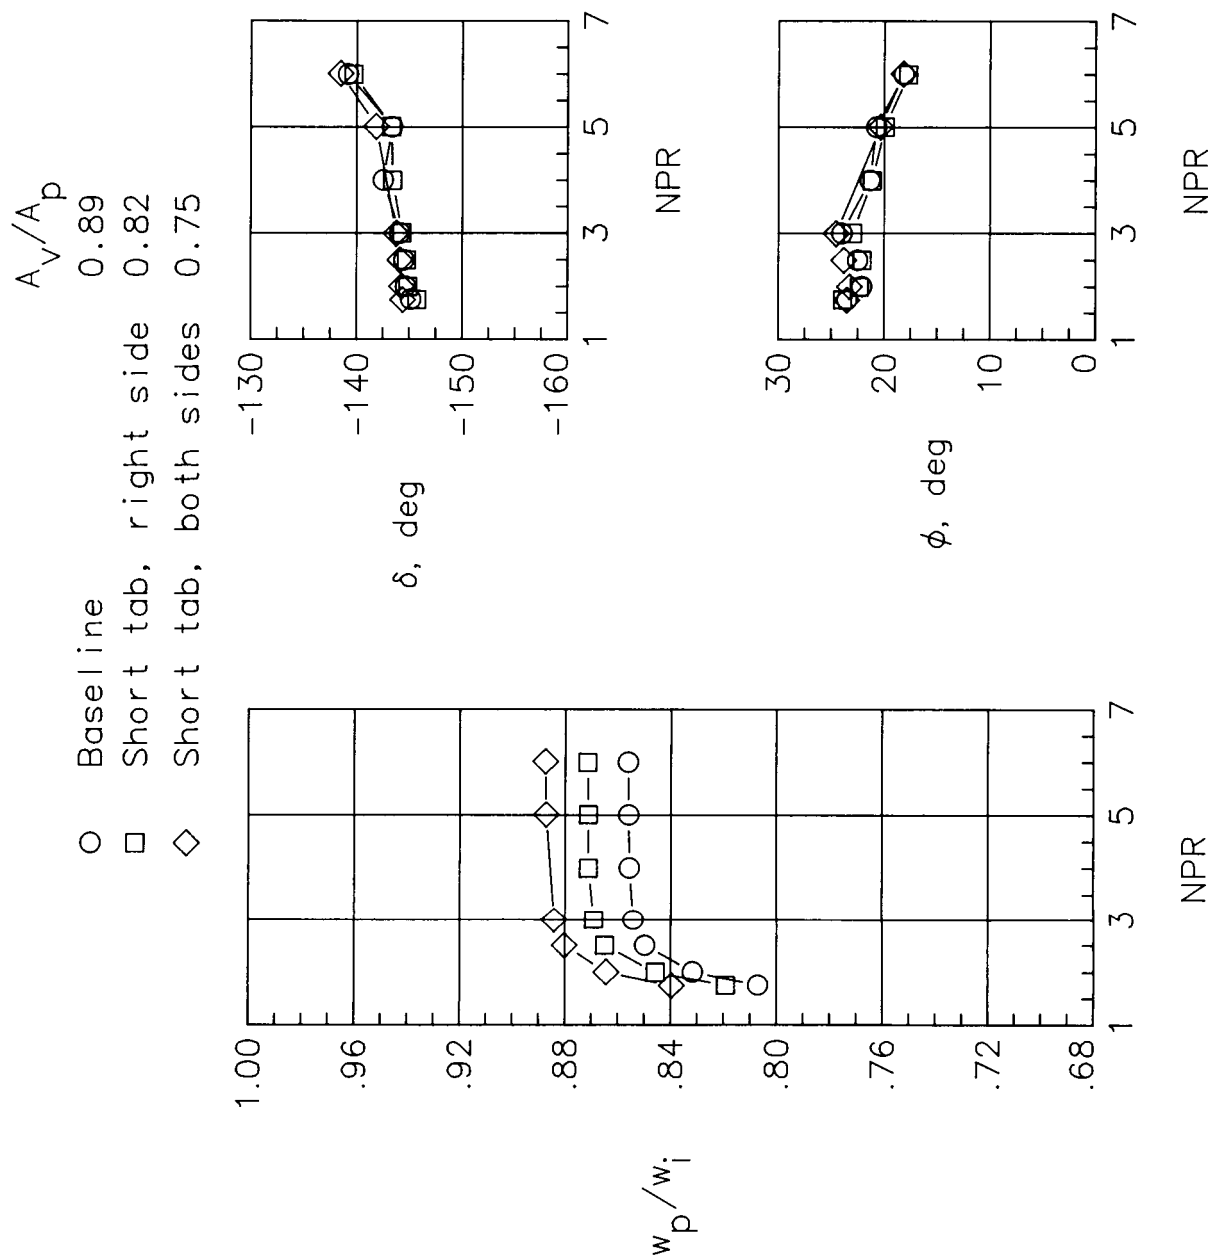 A_v/A_p
○ Baseline 0.89
□ Short tab, right side 0.82
◇ Short tab, both sides 0.75
-130
-140
-150
-160
δ, deg
1 3 5 7
NPR
30
20
10
0
φ, deg
1 3 5 7
NPR
1.00
.96
.92
.88
.84
.80
.76
.72
.68
w_p/w_i
1 3 5 7
NPR